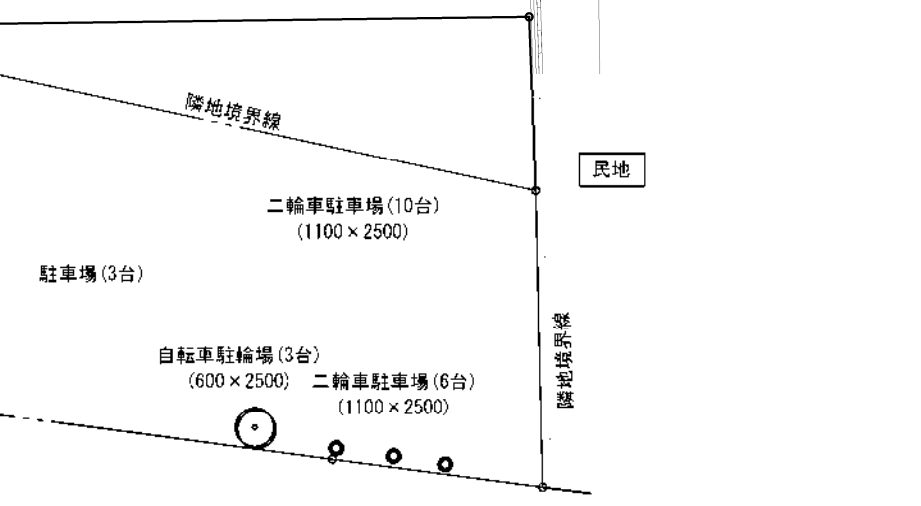 隣地境界線
民地
二輪車駐車場(10台)
(1100×2500)
駐車場(3台)
隣地境界線
自転車駐輪場(3台)
(600×2500)
二輪車駐車場(6台)
(1100×2500)